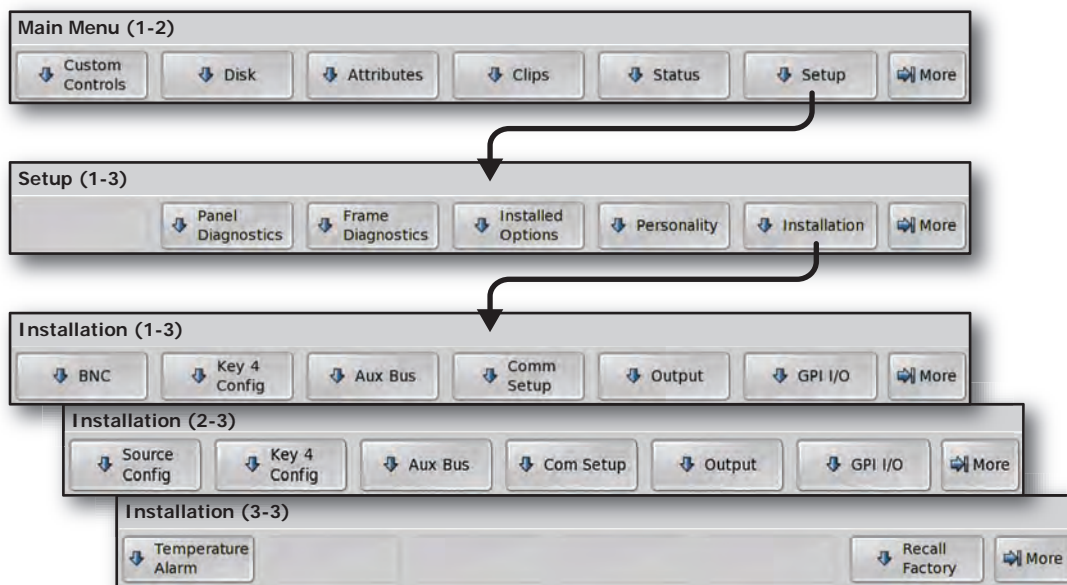 Main Menu (1-2)
Custom
Controls
Disk
Attributes
Clips
Status
Setup
More
Setup (1-3)
Panel
Diagnostics
Frame
Diagnostics
Installed
Options
Personality
Installation
More
Installation (1-3)
BNC
Key 4
Config
Aux Bus
Comm
Setup
Output
GPI I/O
More
Installation (2-3)
Source
Config
Key 4
Config
Aux Bus
Com Setup
Output
GPI I/O
More
Installation (3-3)
Temperature
Alarm
Recall
Factory
More